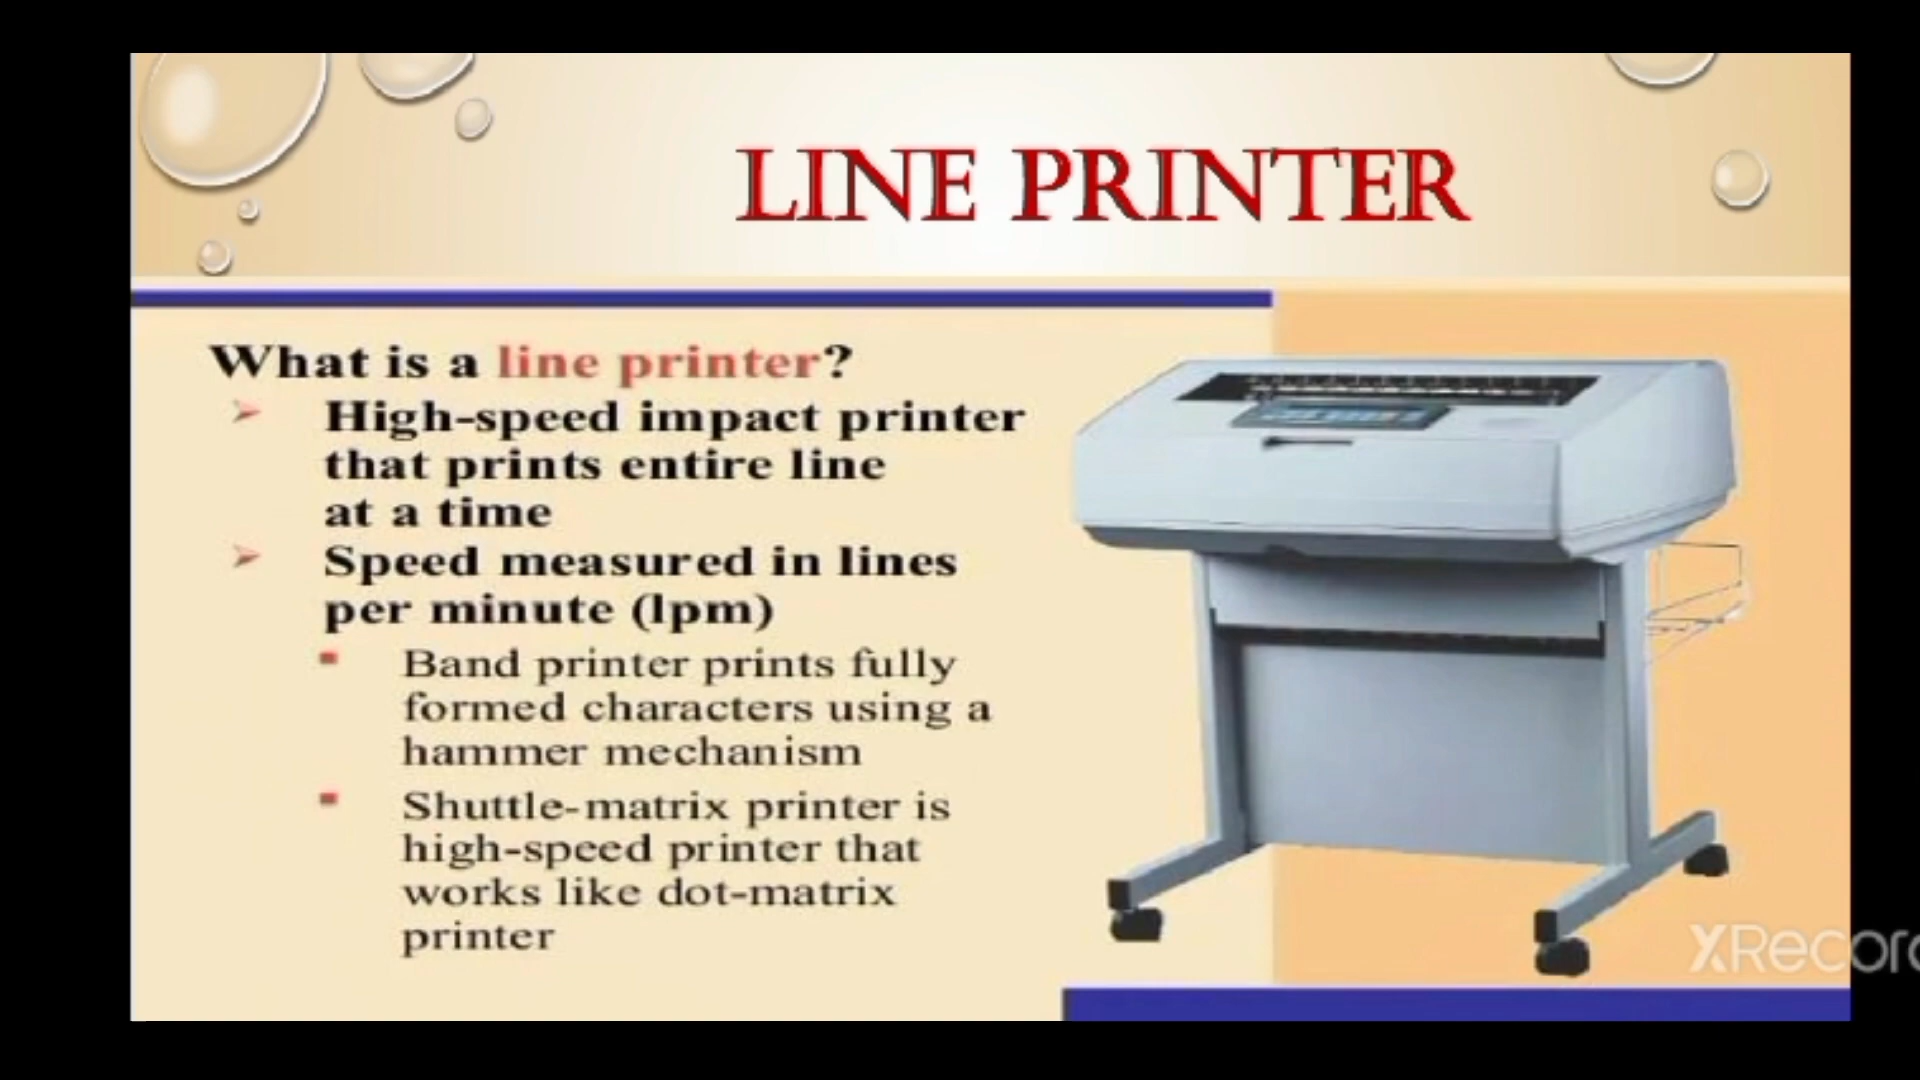 LINE PRINTER
What is a line printer?
High-speed impact printer
that prints entire line
at a time
Speed measured in lines
per minute (lpm)
Band printer prints fully
formed characters using a
hammer mechanism
Shuttle-matrix printer is
high-speed printer that
works like dot-matrix
printer
XRecor